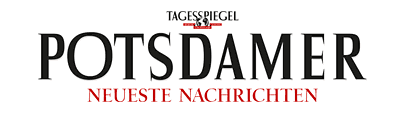 TAGESSPIEGEL
POTSDAMER
NEUESTE NACHRICHTEN